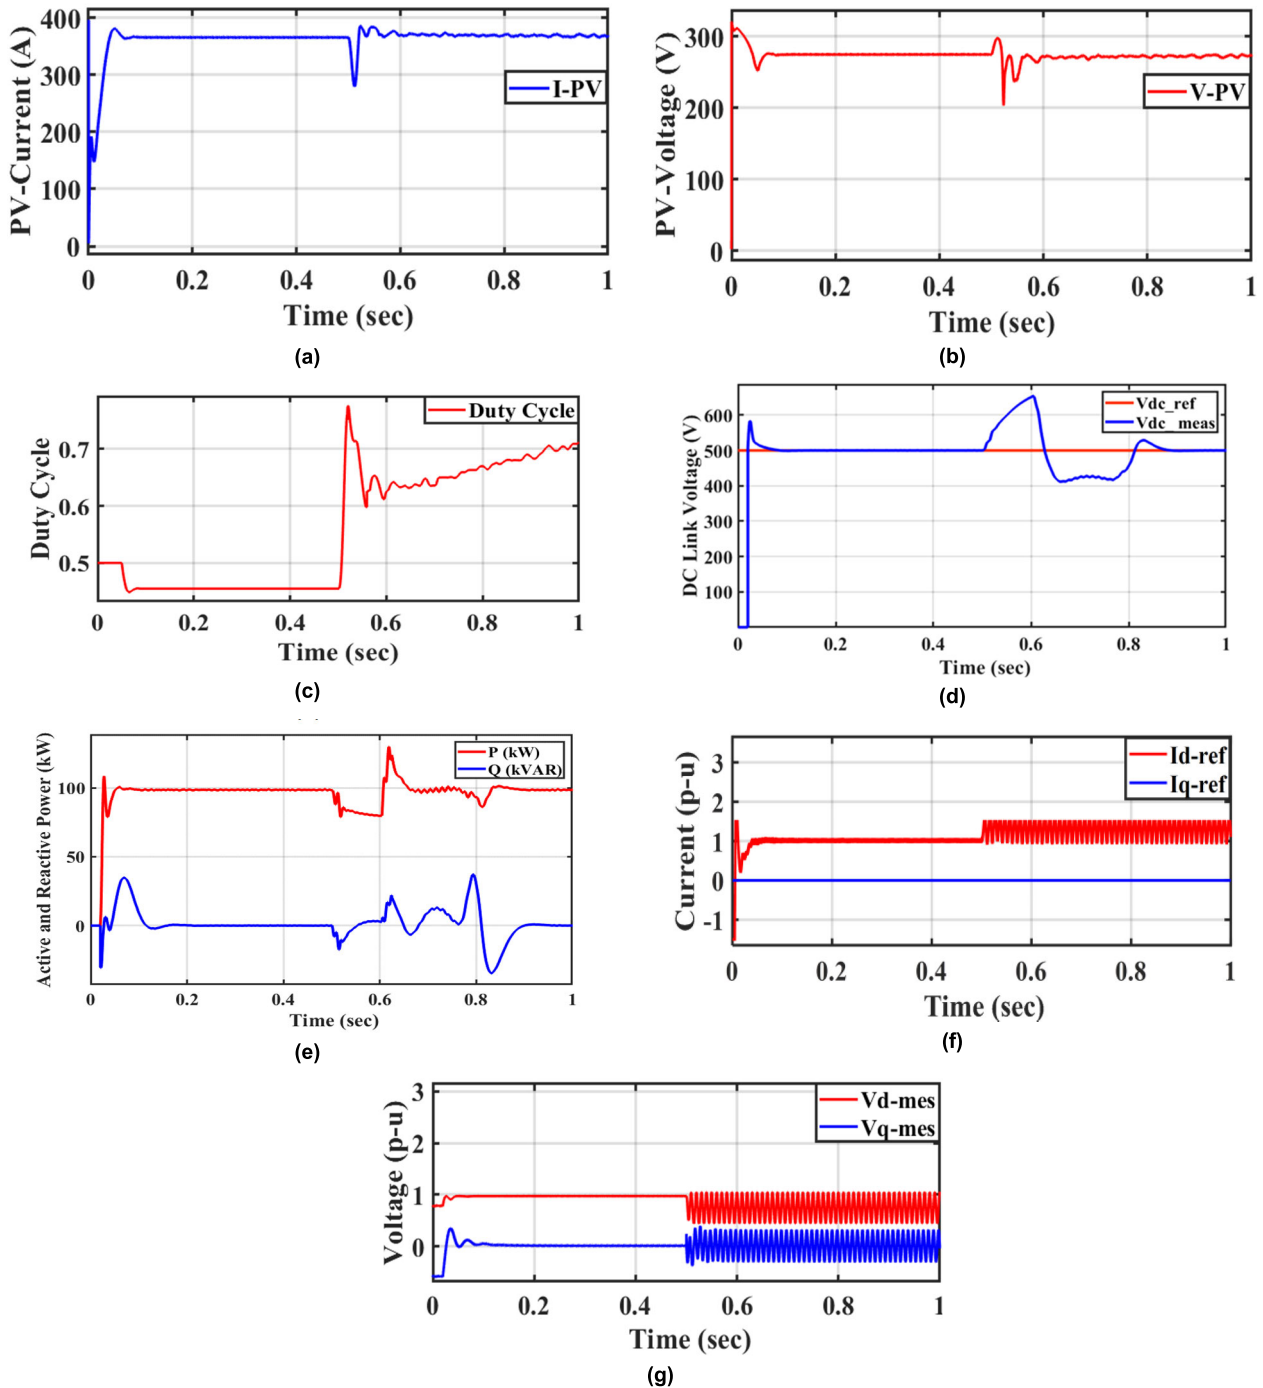 PV-Current (A)
400
300
200
100
0
I-PV
0 0.2 0.4 0.6 0.8 1
Time (sec)
(a)
PV-Voltage (V)
300
200
100
0
V-PV
0 0.2 0.4 0.6 0.8 1
Time (sec)
(b)
Duty Cycle
0.7
0.6
0.5
Duty Cycle
0 0.2 0.4 0.6 0.8 1
Time (sec)
(c)
DC Link Voltage (V)
600
500
400
300
200
100
Vdc_ref
Vdc_meas
0 0.2 0.4 0.6 0.8 1
Time (sec)
(d)
Active and Reactive Power (kW)
100
50
0
P (kW)
Q (kVAR)
0 0.2 0.4 0.6 0.8 1
Time (sec)
(e)
Current (p-u)
3
2
1
0
-1
Id-ref
Iq-ref
0 0.2 0.4 0.6 0.8 1
Time (sec)
(f)
Voltage (p-u)
3
2
1
0
Vd-mes
Vq-mes
0 0.2 0.4 0.6 0.8 1
Time (sec)
(g)